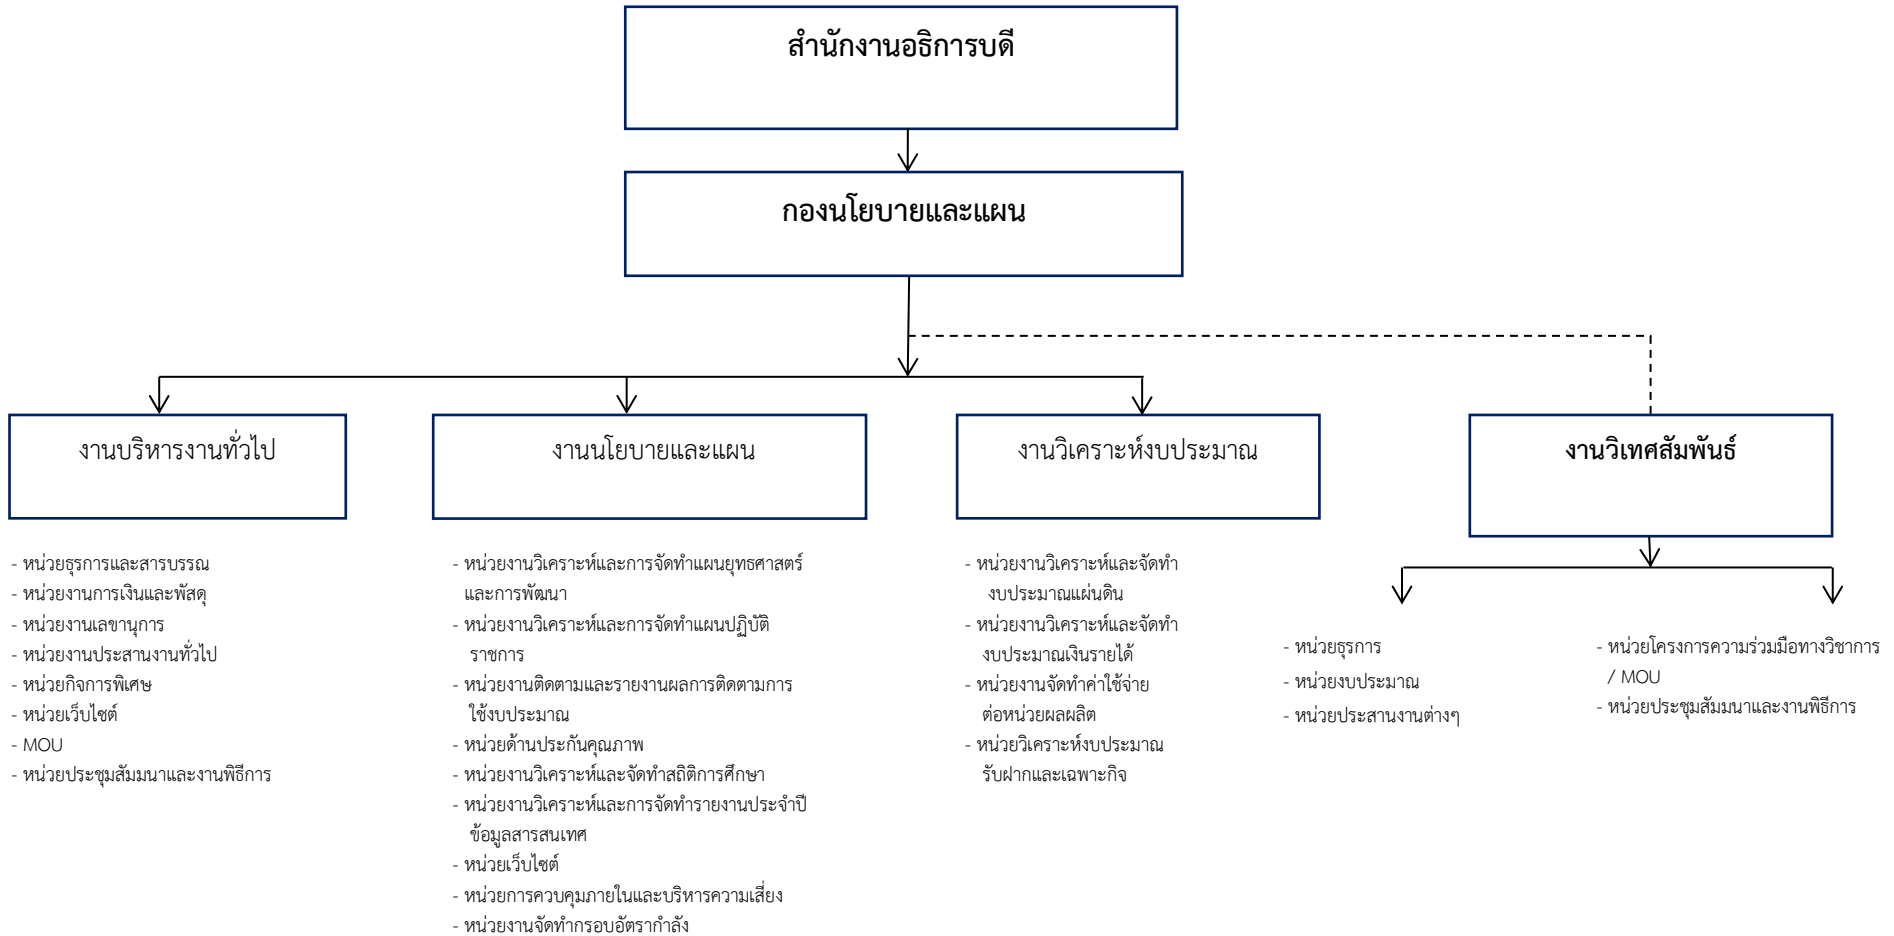 สำนักงานอธิการบดี
กองนโยบายและแผน
งานบริหารงานทั่วไป
- หน่วยธุรการและสารบรรณ
- หน่วยงานการเงินและพัสดุ
- หน่วยงานเลขานุการ
- หน่วยงานประสานงานทั่วไป
- หน่วยกิจการพิเศษ
- หน่วยเว็บไซต์
- MOU
- หน่วยประชุมสัมมนาและงานพิธีการ
งานนโยบายและแผน
- หน่วยงานวิเคราะห์และการจัดทำแผนยุทธศาสตร์
และการพัฒนา
- หน่วยงานวิเคราะห์และการจัดทำแผนปฏิบัติ
ราชการ
- หน่วยงานติดตามและรายงานผลการติดตามการ
ใช้งบประมาณ
- หน่วยด้านประกันคุณภาพ
- หน่วยงานวิเคราะห์และจัดทำสถิติการศึกษา
- หน่วยงานวิเคราะห์และการจัดทำรายงานประจำปี
ข้อมูลสารสนเทศ
- หน่วยเว็บไซต์
- หน่วยการควบคุมภายในและบริหารความเสี่ยง
- หน่วยงานจัดทำกรอบอัตรากำลัง
งานวิเคราะห์งบประมาณ
- หน่วยงานวิเคราะห์และจัดทำ
งบประมาณแผ่นดิน
- หน่วยงานวิเคราะห์และจัดทำ
งบประมาณเงินรายได้
- หน่วยงานจัดทำค่าใช้จ่าย
ต่อหน่วยผลผลิต
- หน่วยวิเคราะห์งบประมาณ
รับฝากและเฉพาะกิจ
งานวิเทศสัมพันธ์
- หน่วยธุรการ
- หน่วยงบประมาณ
- หน่วยประสานงานต่างๆ
- หน่วยโครงการความร่วมมือทางวิชาการ
/ MOU
- หน่วยประชุมสัมมนาและงานพิธีการ